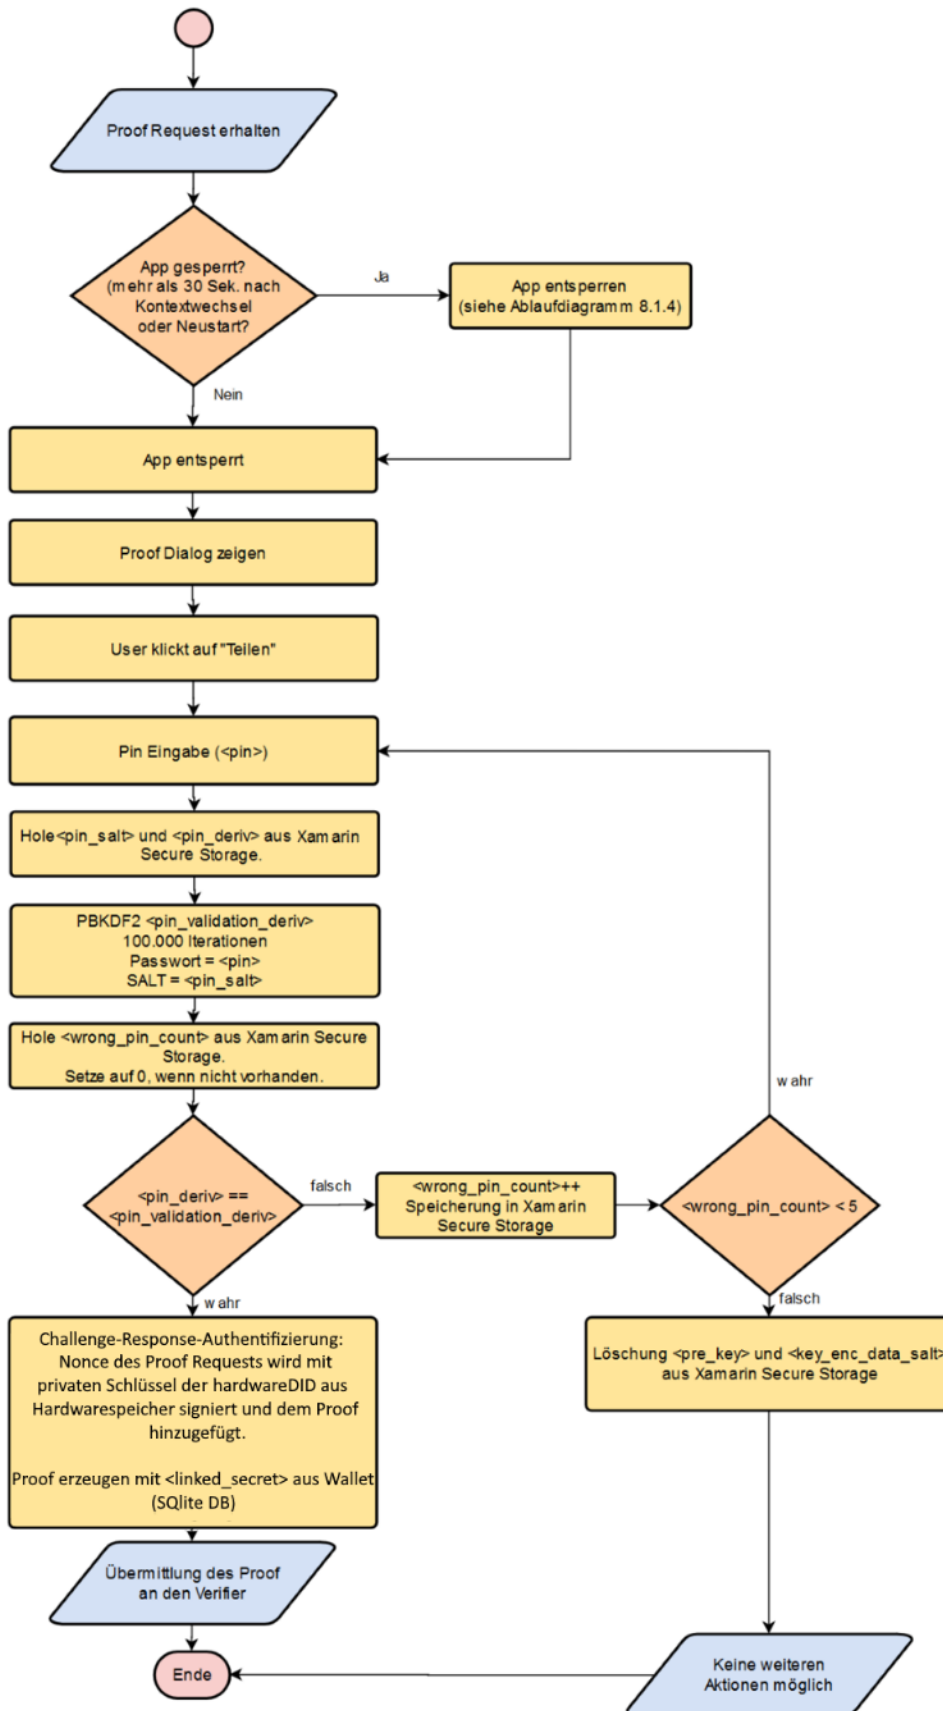 Proof Request erhalten
App gesperrt?
(mehr als 30 Sek. nach
Kontextwechsel
oder Neustart?
Ja
App entsperren
(siehe Ablaufdiagramm 8.1.4)
Nein
App entsperrt
Proof Dialog zeigen
User klickt auf "Teilen"
Pin Eingabe (<pin>)
Hole<pin_salt> und <pin_deriv> aus Xamarin
Secure Storage.
PBKDF2 <pin_validation_deriv>
100.000 Iterationen
Passwort = <pin>
SALT = <pin_salt>
Hole <wrong_pin_count> aus Xamarin Secure
Storage.
Setze auf 0, wenn nicht vorhanden.
wahr
<pin_deriv> ==
<pin_validation_deriv>
falsch
<wrong_pin_count>++
Speicherung in Xamarin
Secure Storage
<wrong_pin_count> < 5
wahr
falsch
Challenge-Response-Authentifizierung:
Nonce des Proof Requests wird mit
privaten Schlüssel der hardwareDID aus
Hardwarespeicher signiert und dem Proof
hinzugefügt.
Proof erzeugen mit <linked_secret> aus Wallet
(SQlite DB)
Löschung <pre_key> und <key_enc_data_salt>
aus Xamarin Secure Storage
Übermittlung des Proof
an den Verifier
Ende
Keine weiteren
Aktionen möglich